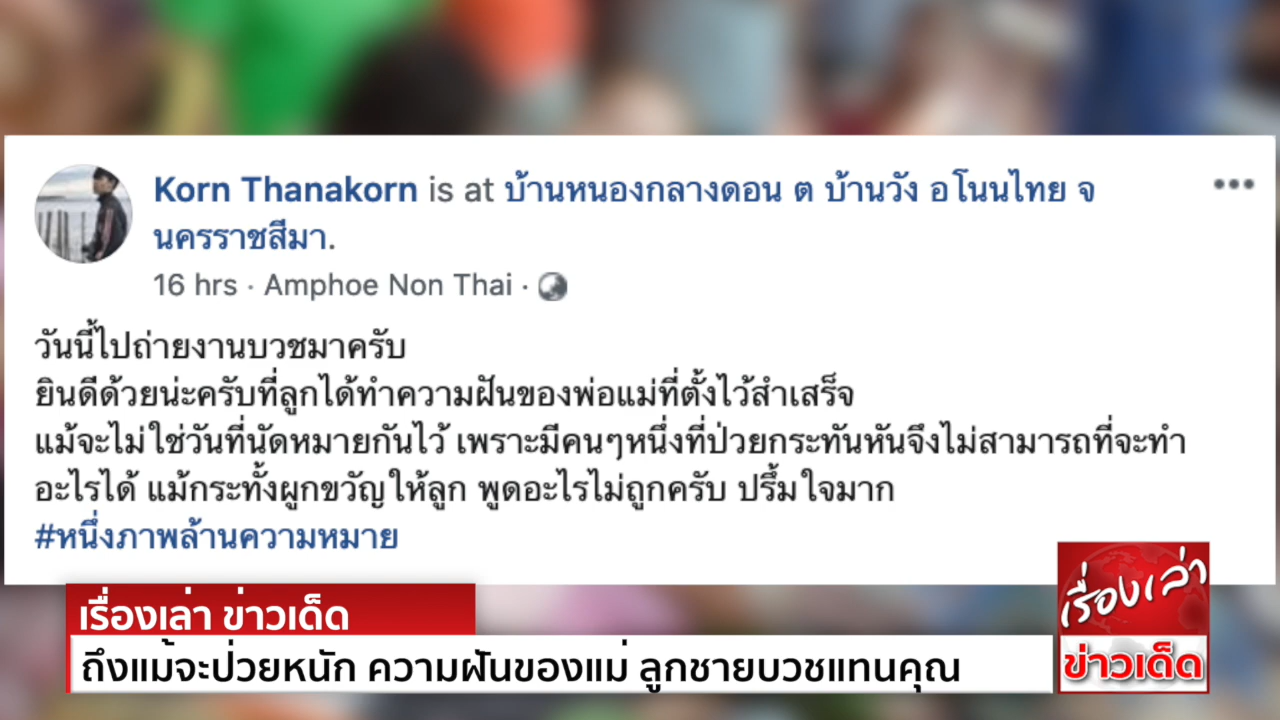 Korn Thanakorn is at บ้านหนองกลางดอน ต บ้านวัง อโนนไทย จ
นครราชสีมา.
16 hrs · Amphoe Non Thai ·
วันนี้ไปถ่ายงานบวชมาครับ
ยินดีด้วยน่ะครับที่ลูกได้ทำความฝันของพ่อแม่ที่ตั้งไว้สำเสร็จ
แม้จะไม่ใช่วันที่นัดหมายกันไว้ เพราะมีคนๆหนึ่งที่ป่วยกระทันหันจึงไม่สามารถที่จะทำ
อะไรได้ แม้กระทั้งผูกขวัญให้ลูก พูดอะไรไม่ถูกครับ ปรึ้มใจมาก
#หนึ่งภาพล้านความหมาย
เรื่องเล่า ข่าวเด็ด
ถึงแม้จะป่วยหนัก ความฝันของแม่ ลูกชายบวชแทนคุณ
เรื่องเล่า
ข่าวเด็ด